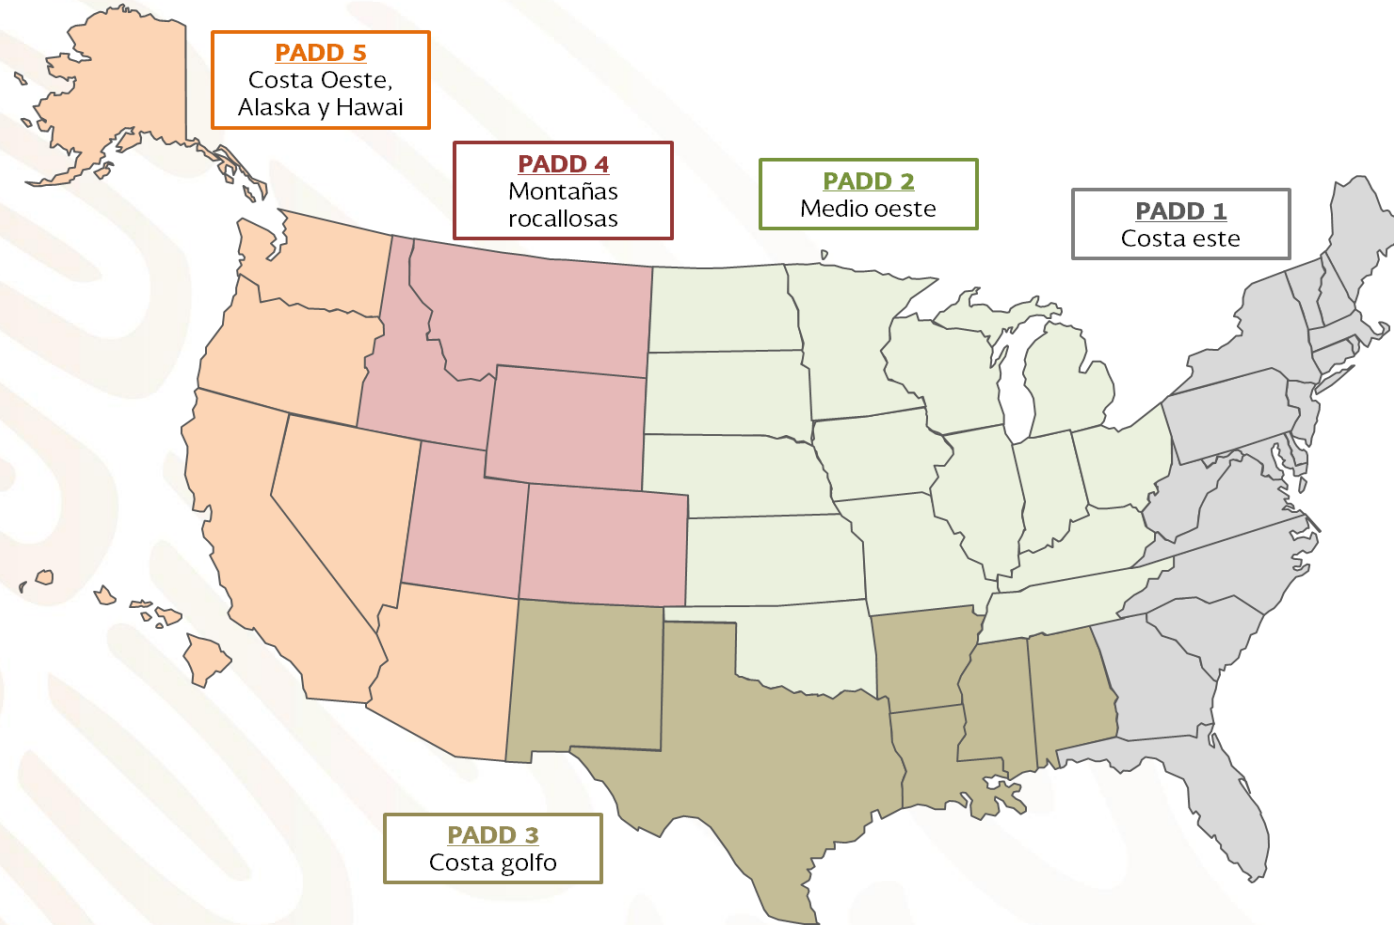 PADD 5
Costa Oeste,
Alaska y Hawai
PADD 4
Montañas
rocallosas
PADD 2
Medio oeste
PADD 1
Costa este
PADD 3
Costa golfo